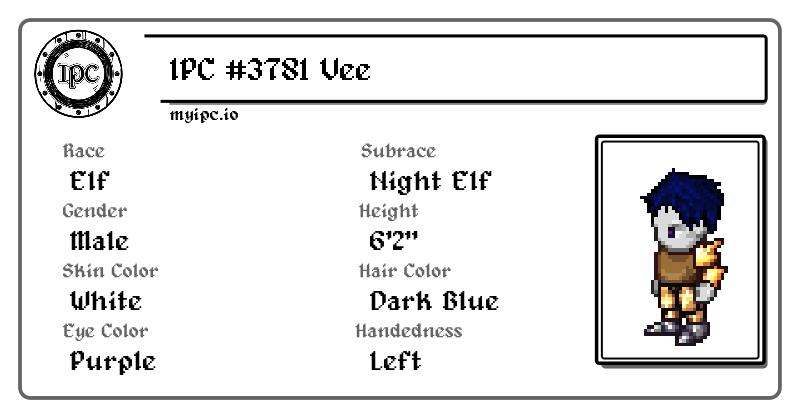 IPC
IPC #3781 Vee
myipc.io
Race
Elf
Subrace
Night Elf
Gender
Male
Height
6'2"
Skin Color
White
Hair Color
Dark Blue
Eye Color
Purple
Handedness
Left